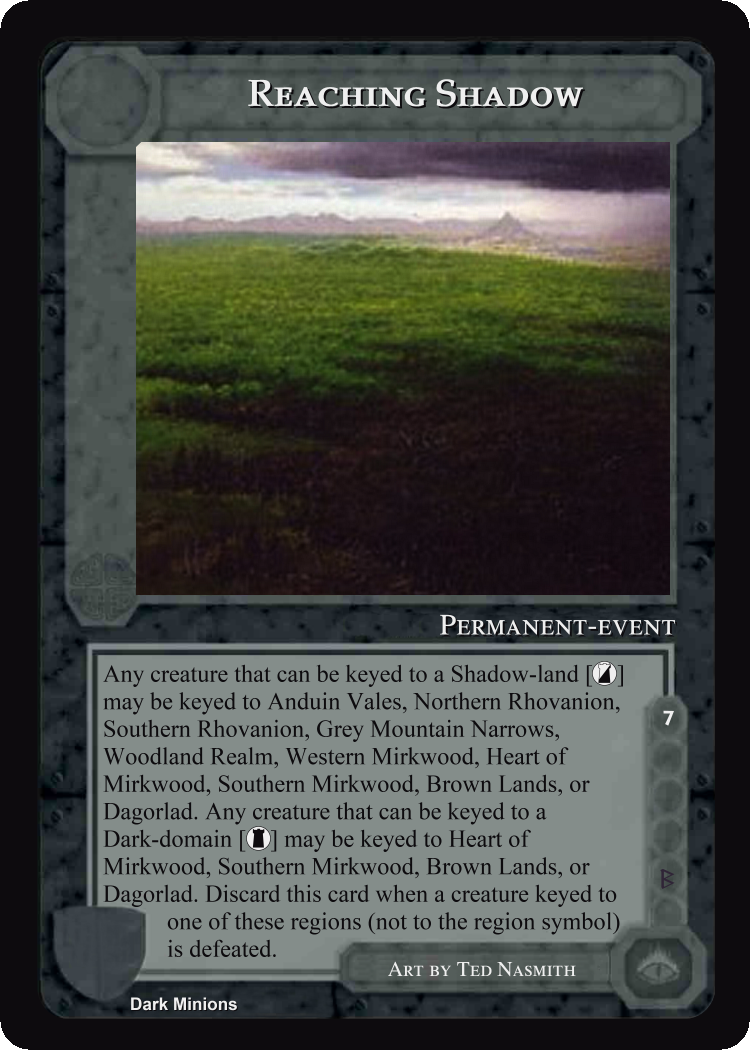 Reaching Shadow
Permanent-event
Any creature that can be keyed to a Shadow-land [ ]
may be keyed to Anduin Vales, Northern Rhovanion,
Southern Rhovanion, Grey Mountain Narrows,
Woodland Realm, Western Mirkwood, Heart of
Mirkwood, Southern Mirkwood, Brown Lands, or
Dagorlad. Any creature that can be keyed to a
Dark-domain [ ] may be keyed to Heart of
Mirkwood, Southern Mirkwood, Brown Lands, or
Dagorlad. Discard this card when a creature keyed to
one of these regions (not to the region symbol)
is defeated.
7
Art by Ted Nasmith
Dark Minions